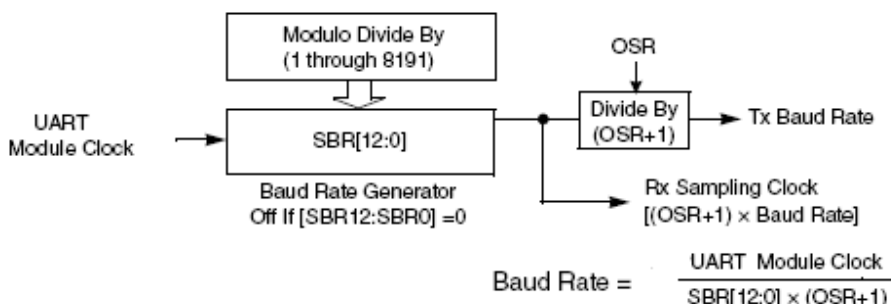 Modulo Divide By
(1 through 8191)
OSR
UART
Module Clock
SBR[12:0]
Divide By
(OSR+1)
Tx Baud Rate
Baud Rate Generator
Off If [SBR12:SBR0] =0
Rx Sampling Clock
[(OSR+1) × Baud Rate]
Baud Rate =
UART Module Clock
SBR[12:0] × (OSR+1)